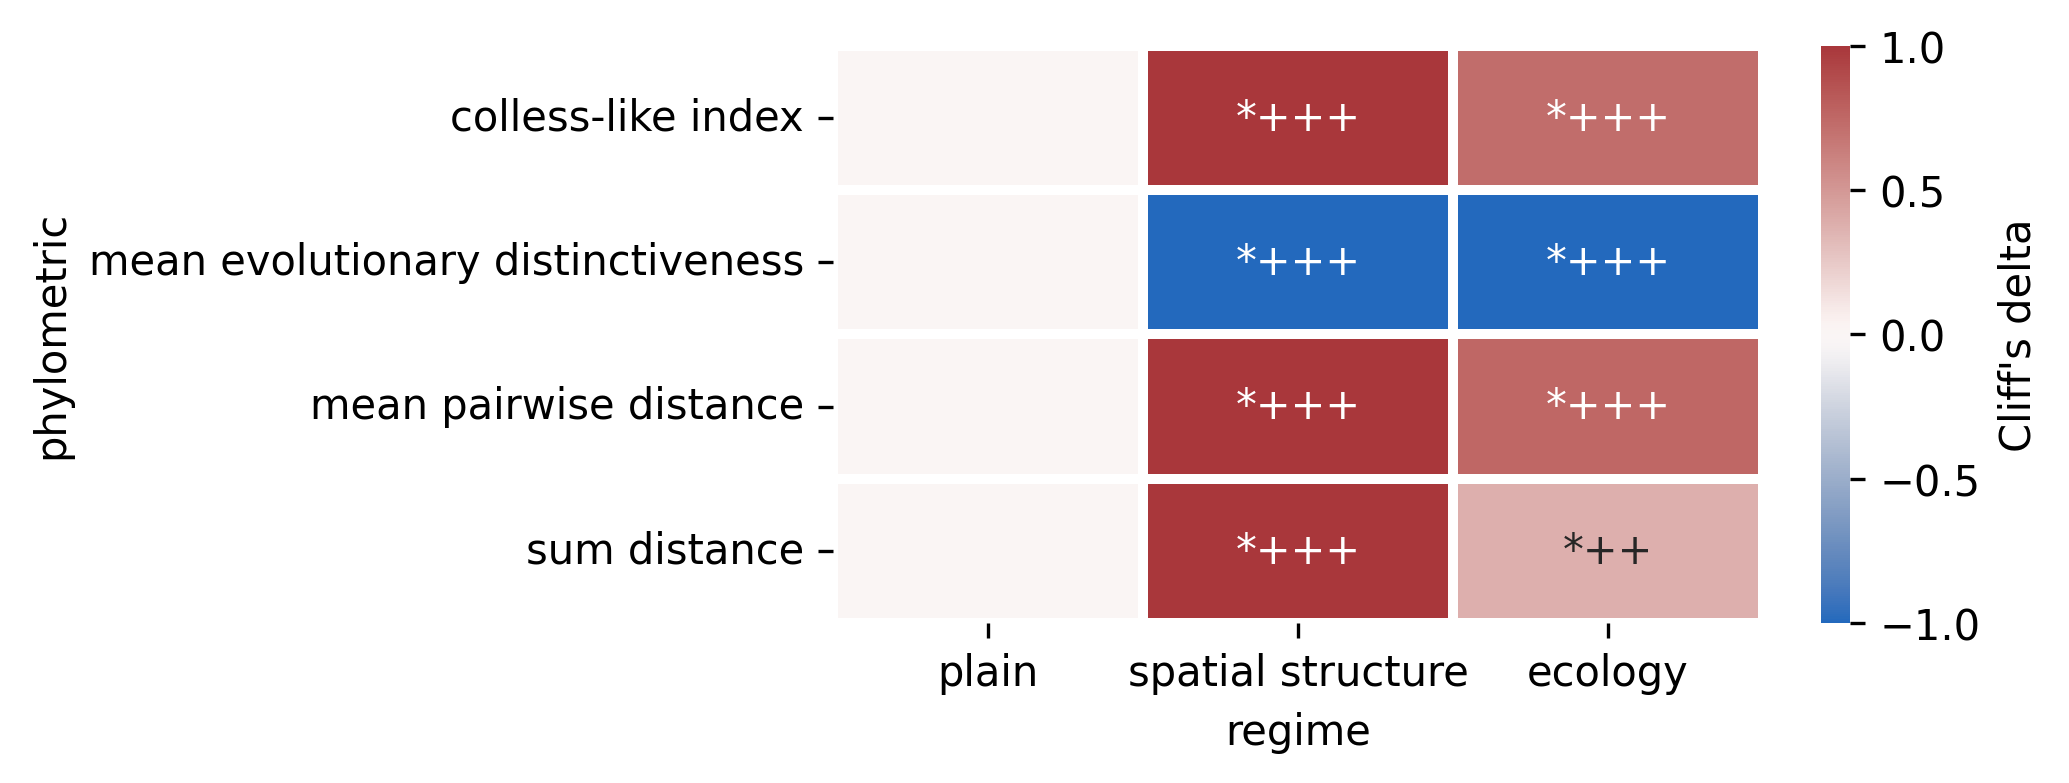 phylometric
colless-like index
mean evolutionary distinctiveness
mean pairwise distance
sum distance
*+++ *+++
*+++ *+++
*+++ *+++
*+++ *++
plain spatial structure ecology
regime
1.0
0.5
0.0
−0.5
−1.0
Cliff's delta